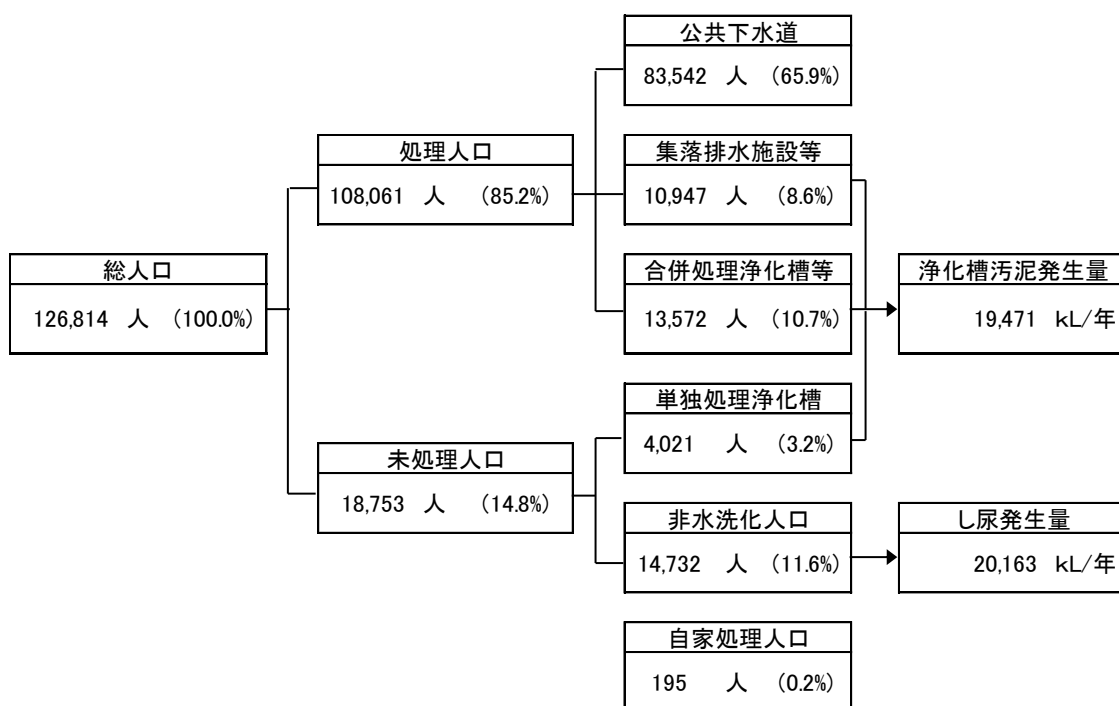 公共下水道
83,542 人 (65.9%)
処理人口
108,061 人 (85.2%)
集落排水施設等
10,947 人 (8.6%)
総人口
126,814 人 (100.0%)
合併処理浄化槽等
13,572 人 (10.7%)
浄化槽汚泥発生量
19,471 kL/年
単独処理浄化槽
4,021 人 (3.2%)
未処理人口
18,753 人 (14.8%)
非水洗化人口
14,732 人 (11.6%)
し尿発生量
20,163 kL/年
自家処理人口
195 人 (0.2%)